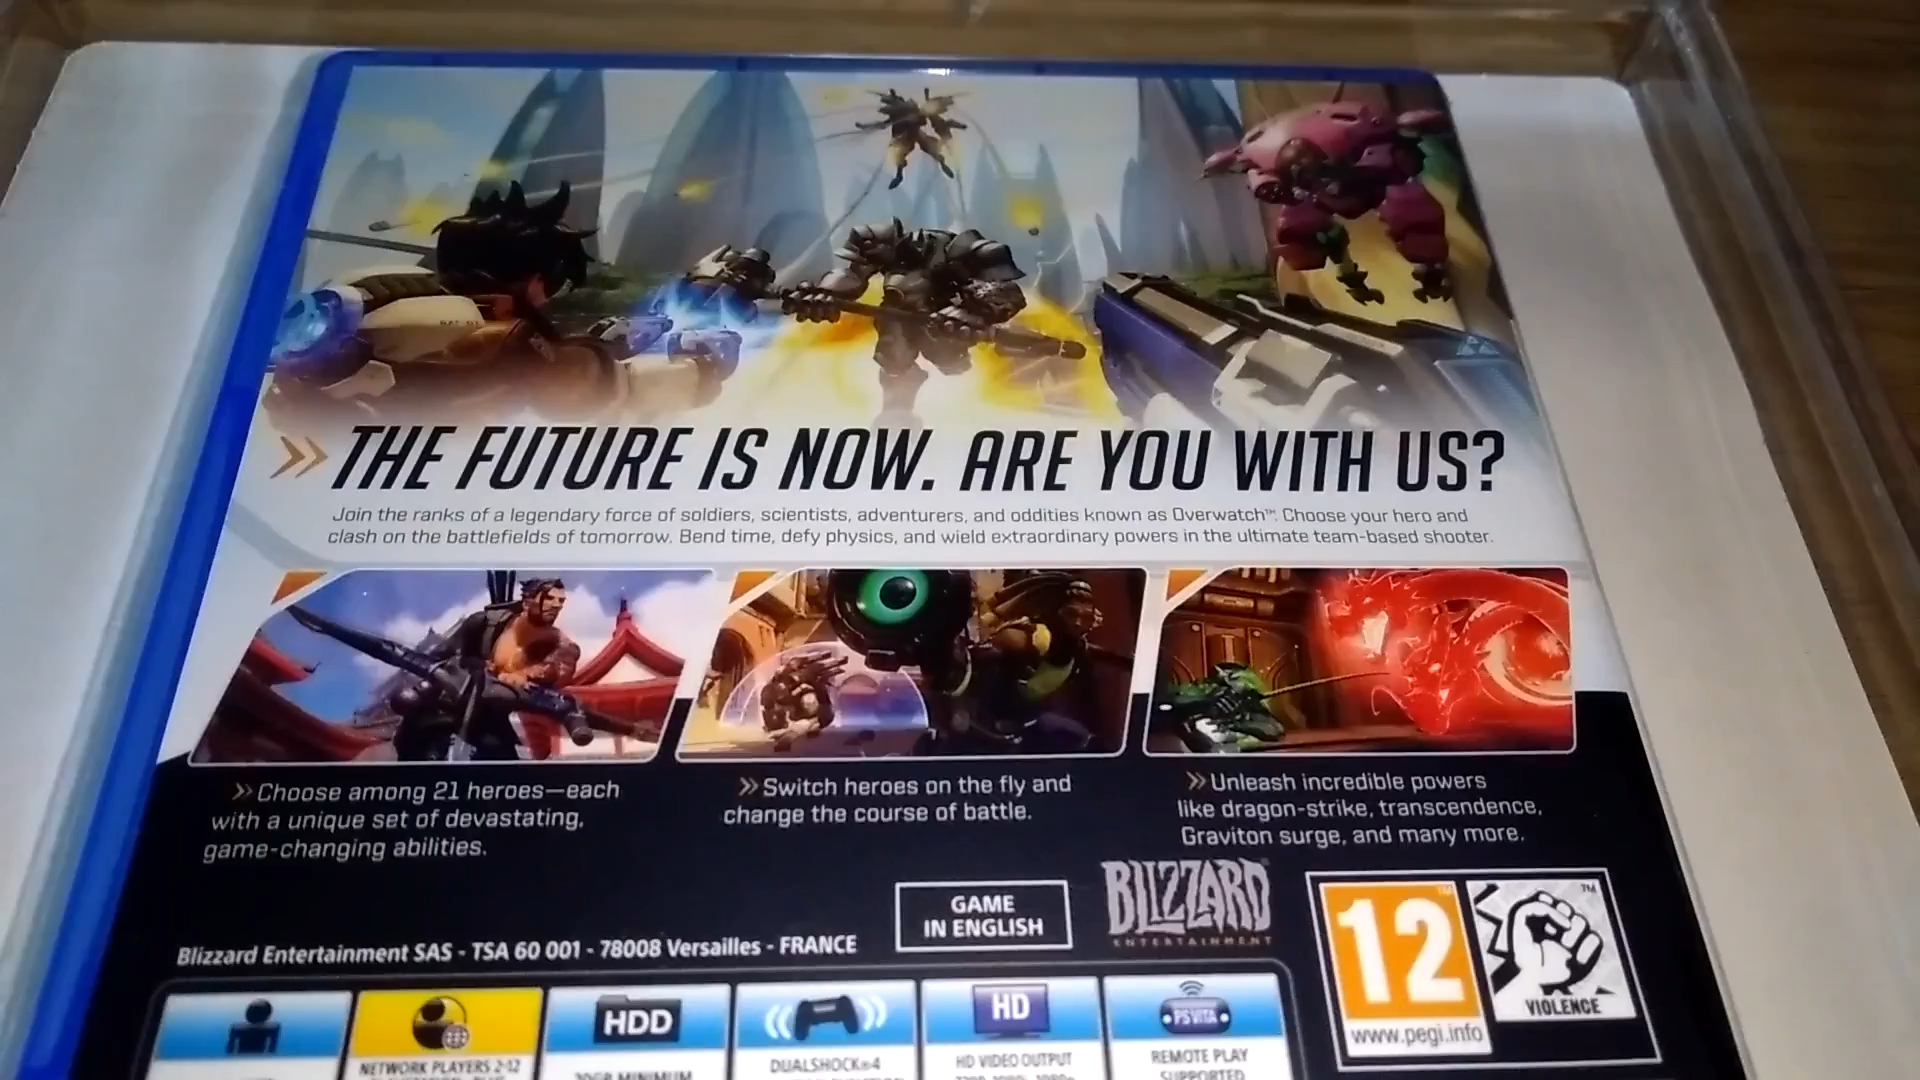 THE FUTURE IS NOW. ARE YOU WITH US?
Join the ranks of a legendary force of soldiers, scientists, adventurers, and oddities known as Overwatch™. Choose your hero and
clash on the battlefields of tomorrow. Bend time, defy physics, and wield extraordinary powers in the ultimate team-based shooter.
Choose among 21 heroes—each
with a unique set of devastating,
game-changing abilities.
Switch heroes on the fly and
change the course of battle.
Unleash incredible powers
like dragon-strike, transcendence,
Graviton surge, and many more.
GAME
IN ENGLISH
BLIZZARD
ENTERTAINMENT
Blizzard Entertainment SAS - TSA 60 001 - 78008 Versailles - FRANCE
12
www.pegi.info
VIOLENCE
HDD
HD
PSVITA
NETWORK PLAYERS 2-12
MINIMUM
DUALSHOCK®4
HD VIDEO OUTPUT
REMOTE PLAY
SUPPORTED